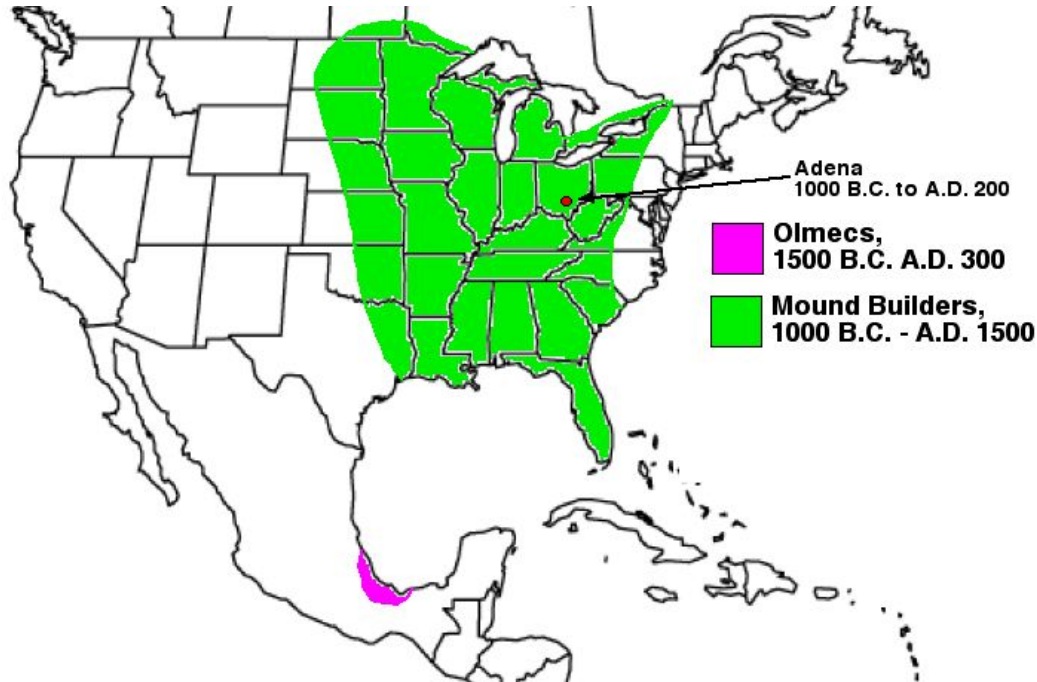 Adena
1000 B.C. to A.D. 200
Olmecs,
1500 B.C. A.D. 300
Mound Builders,
1000 B.C. - A.D. 1500